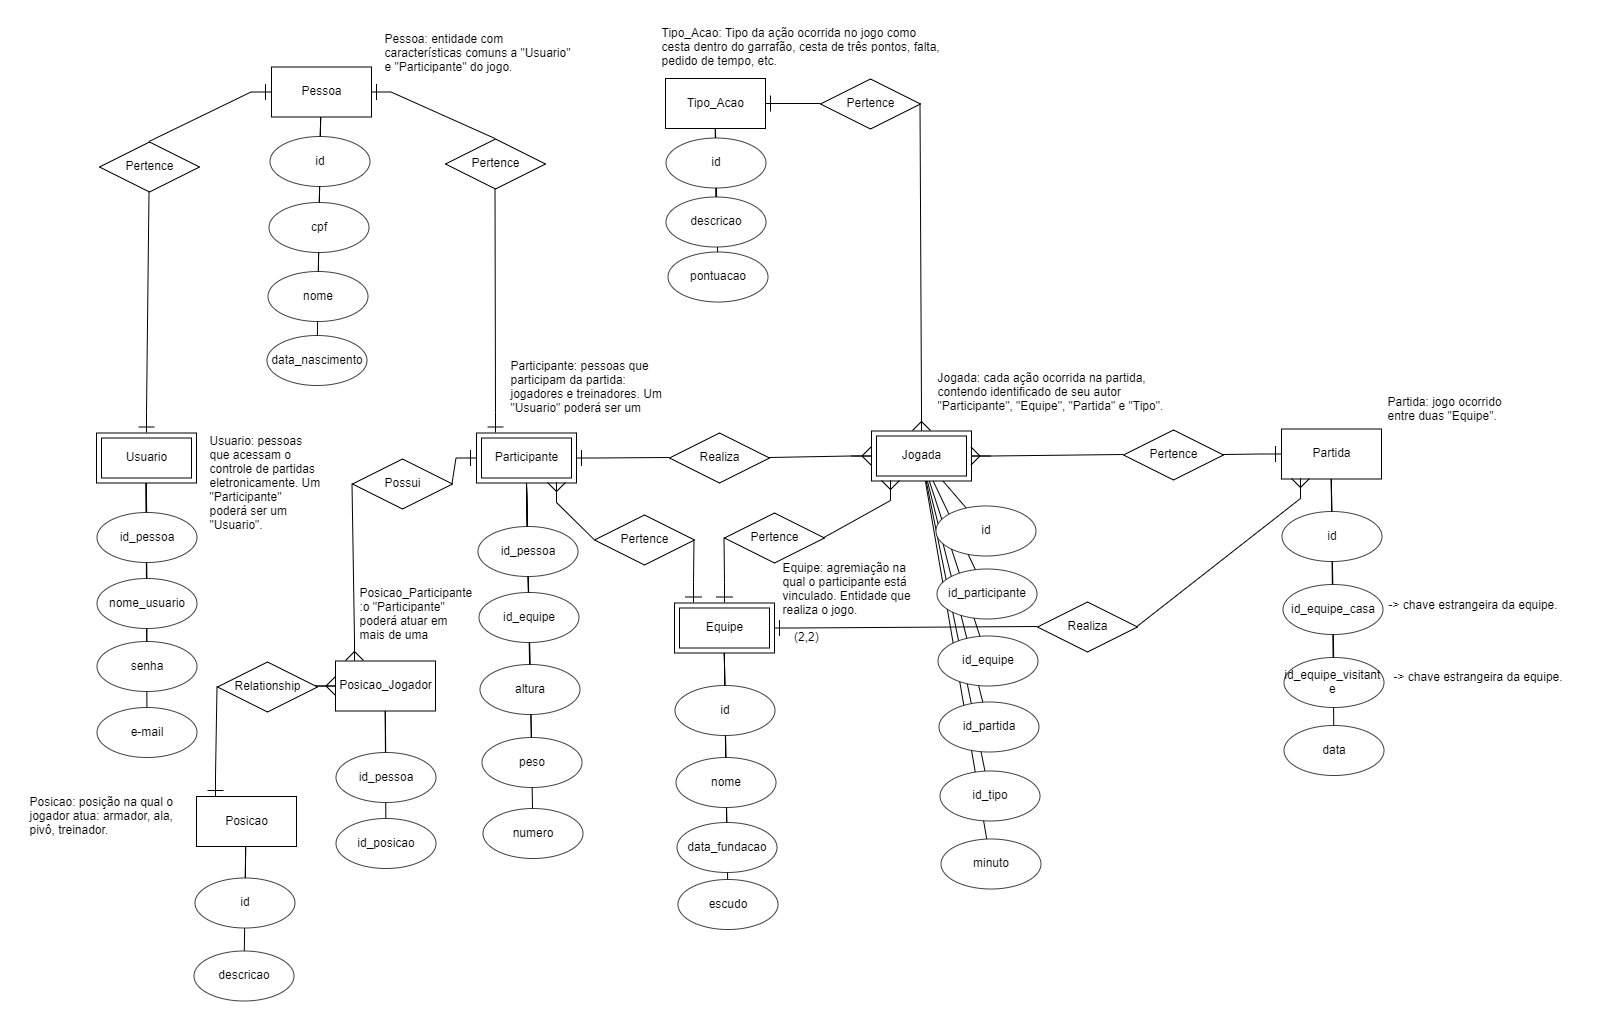 Pessoa: entidade com
características comuns a "Usuario"
e "Participante" do jogo.
Tipo_Acao: Tipo da ação ocorrida no jogo como
cesta dentro do garrafão, cesta de três pontos, falta,
pedido de tempo, etc.
Pessoa
Tipo_Acao
Pertence
Pertence
Pertence
id
cpf
nome
data_nascimento
id
descricao
pontuacao
Participante: pessoas que
participam da partida:
jogadores e treinadores. Um
"Usuario" poderá ser um
Jogada: cada ação ocorrida na partida,
contendo identificado de seu autor
"Participante", "Equipe", "Partida" e "Tipo".
Partida: jogo ocorrido
entre duas "Equipe".
Usuario
Usuario: pessoas
que acessam o
controle de partidas
eletronicamente. Um
"Participante"
poderá ser um
"Usuario".
Possui
Participante
Realiza
Jogada
Pertence
Partida
id_pessoa
nome_usuario
senha
e-mail
id_pessoa
id_equipe
altura
peso
numero
Pertence
Pertence
Equipe: agremiação na
qual o participante está
vinculado. Entidade que
realiza o jogo.
Equipe
(2,2)
Realiza
id
nome
data_fundacao
escudo
id
id_participante
id_equipe
id_partida
id_tipo
minuto
id
id_equipe_casa
-> chave estrangeira da equipe.
id_equipe_visitant
e
-> chave estrangeira da equipe.
data
Posicao_Participante
:o "Participante"
poderá atuar em
mais de uma
Relationship
Posicao_Jogador
id_pessoa
id_posicao
Posicao: posição na qual o
jogador atua: armador, ala,
pivô, treinador.
Posicao
id
descricao